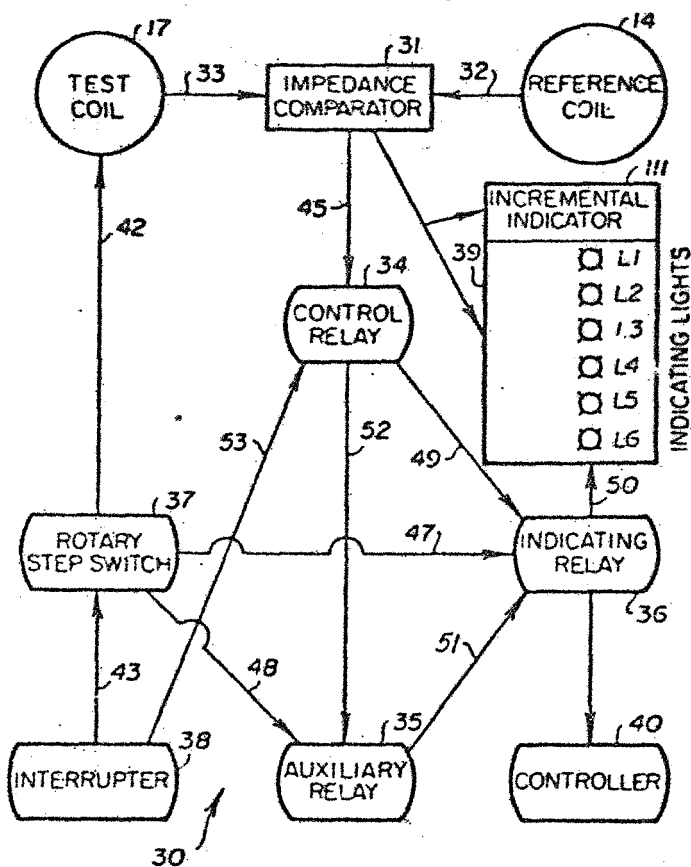 17
TEST
COIL
33
31
IMPEDANCE
COMPARATOR
32
14
REFERENCE
COIL
111
INCREMENTAL
INDICATOR
39
L1
L2
L3
L4
L5
L6
INDICATING LIGHTS
42
45
34
CONTROL
RELAY
53
52
49
50
37
ROTARY
STEP SWITCH
47
INDICATING
RELAY
36
43
48
51
38
INTERRUPTER
35
AUXILIARY
RELAY
40
CONTROLLER
30